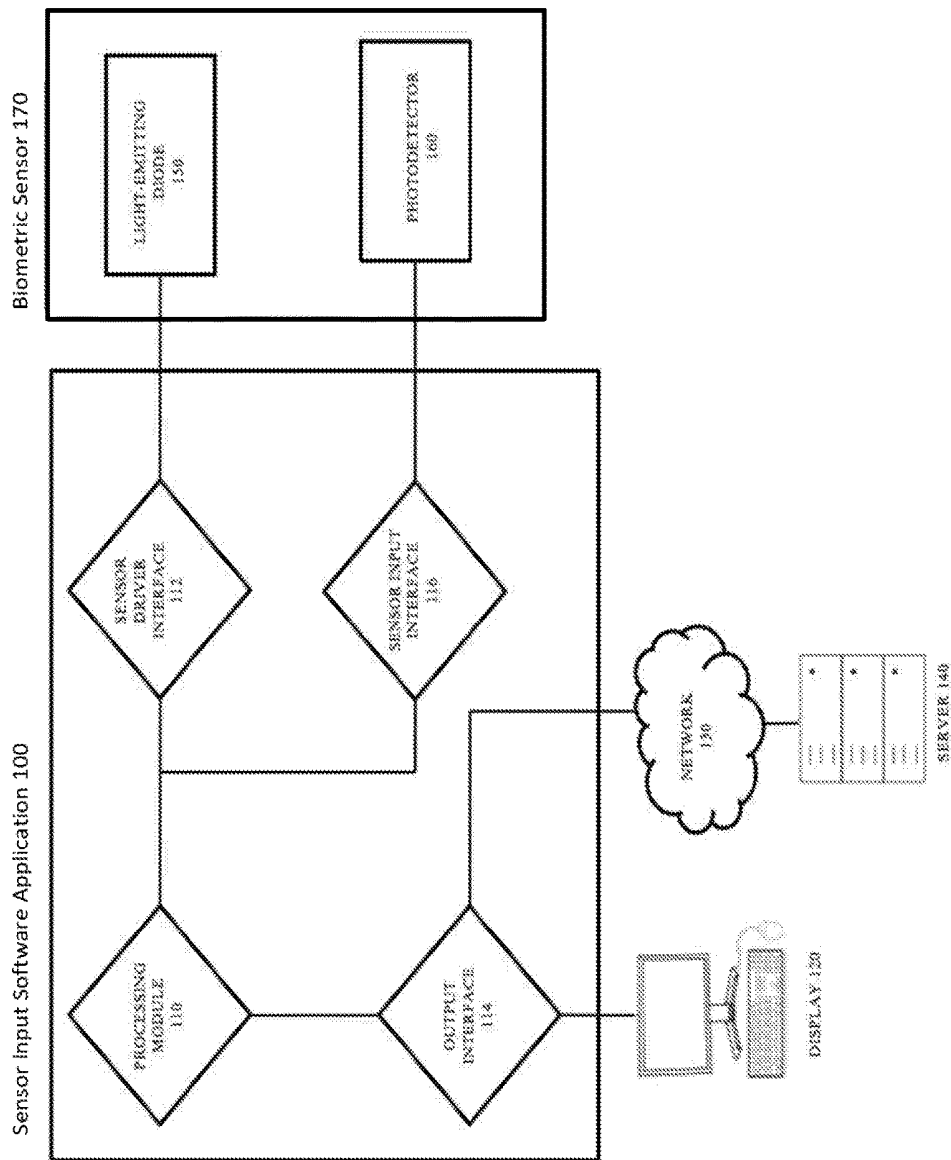 Sensor Input Software Application 100
Biometric Sensor 170
PROCESSING
MODULE
110
SENSOR
DRIVER
INTERFACE
112
LIGHT-EMITTING
DIODE
150
OUTPUT
INTERFACE
114
SENSOR INPUT
INTERFACE
116
PHOTODETECTOR
160
DISPLAY 120
NETWORK
130
SERVER 140